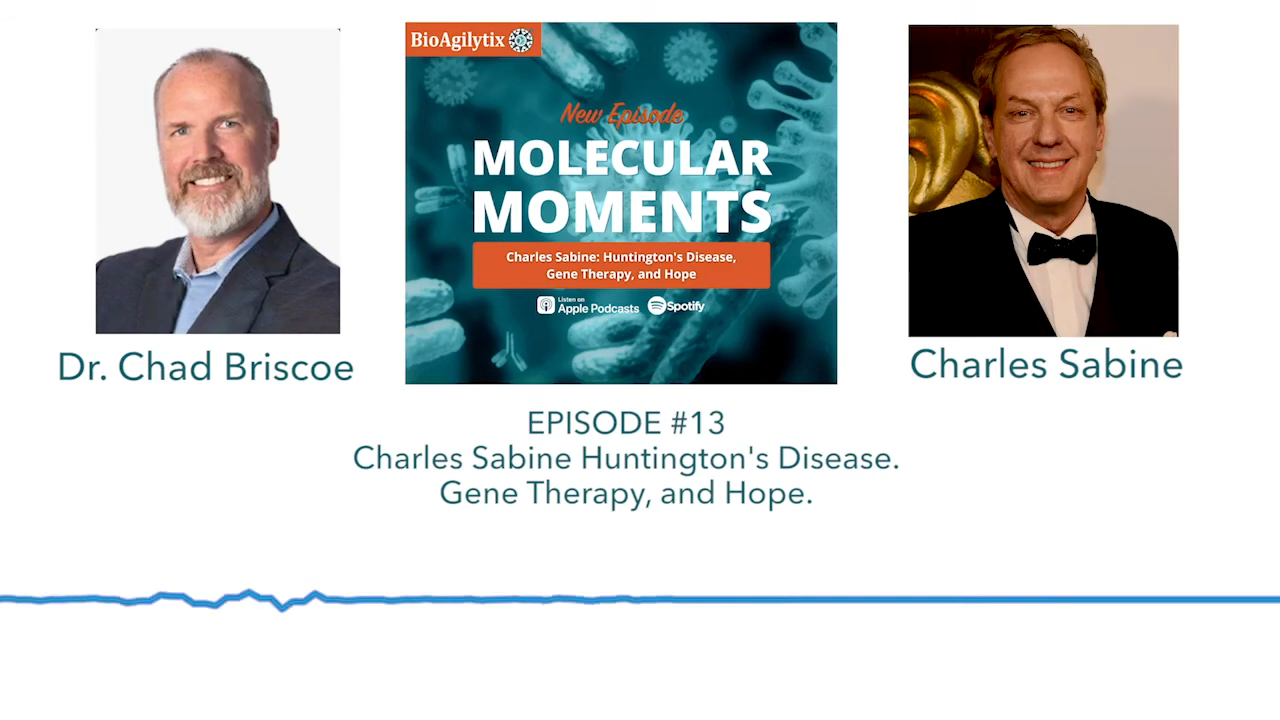 BioAgilytix
New Episode
MOLECULAR
MOMENTS
Charles Sabine: Huntington's Disease,
Gene Therapy, and Hope
Listen on
Apple Podcasts
Spotify
Dr. Chad Briscoe
Charles Sabine
EPISODE #13
Charles Sabine Huntington's Disease.
Gene Therapy, and Hope.